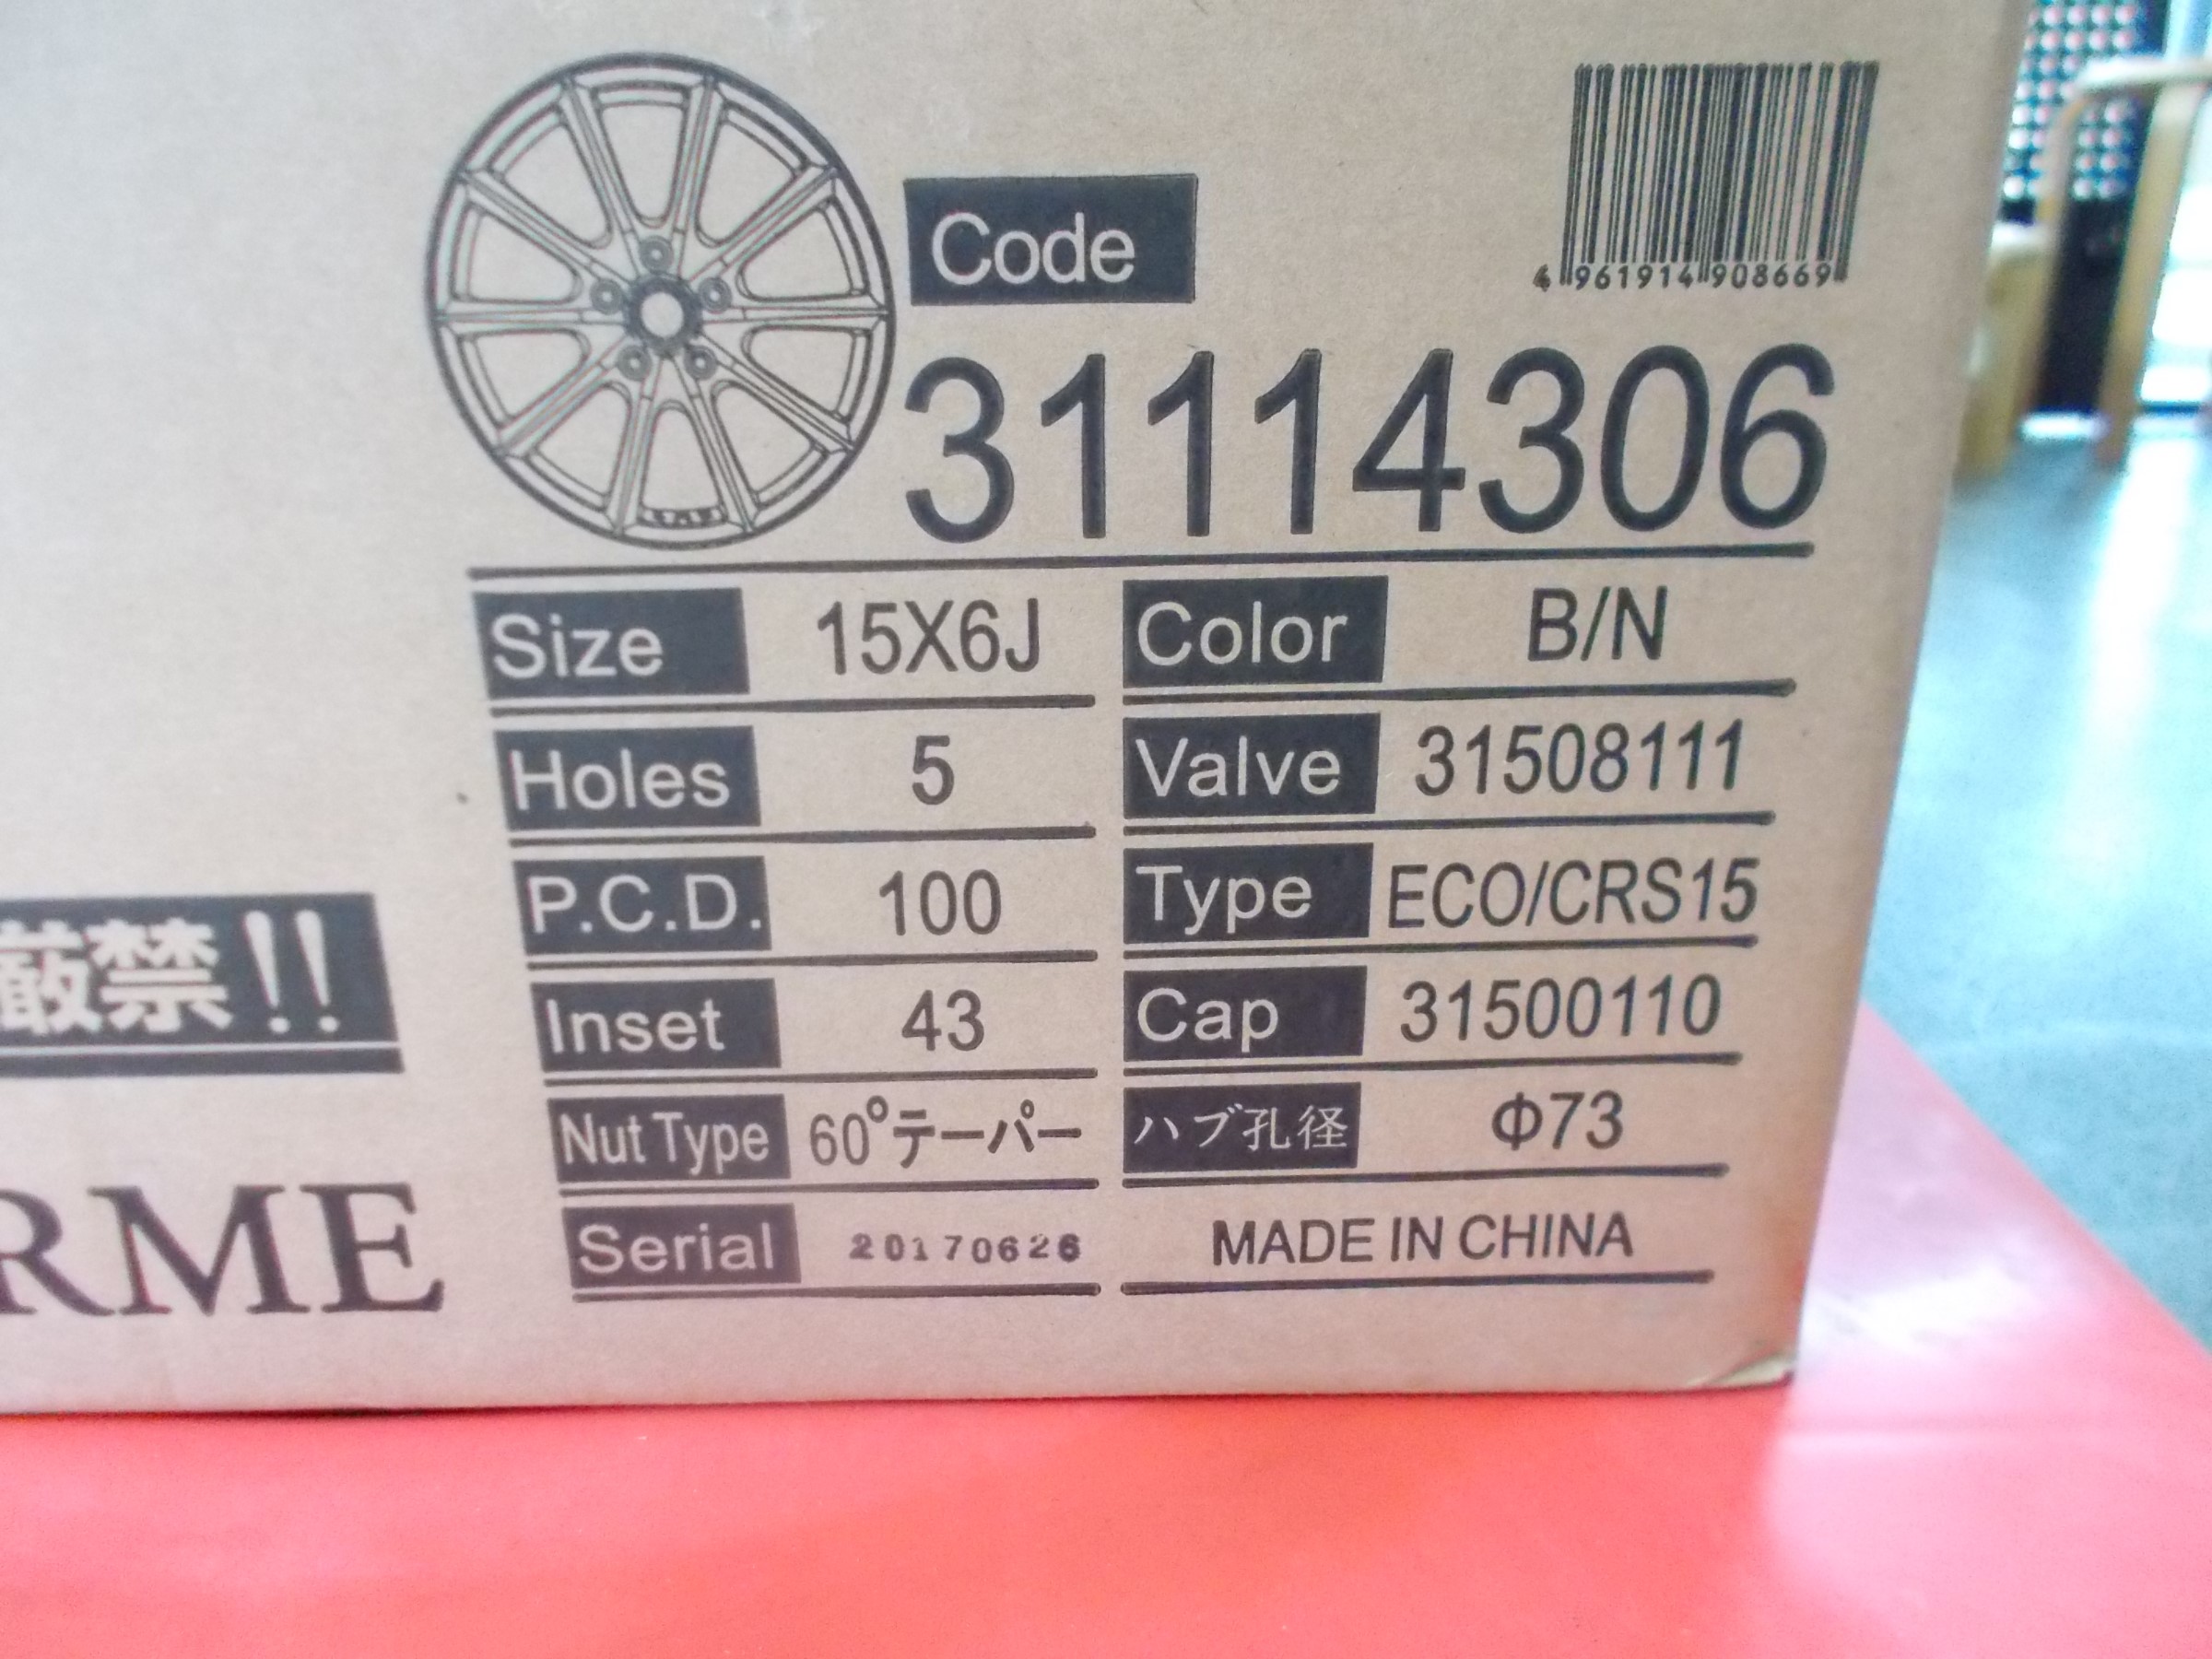 Code
4 961914 908669
31114306
Size 15X6J Color B/N
Holes 5 Valve 31508111
P.C.D. 100 Type ECO/CRS15
Inset 43 Cap 31500110
Nut Type 60°テーパー ハブ孔径 Φ73
Serial 20170626 MADE IN CHINA
厳禁!!
RME